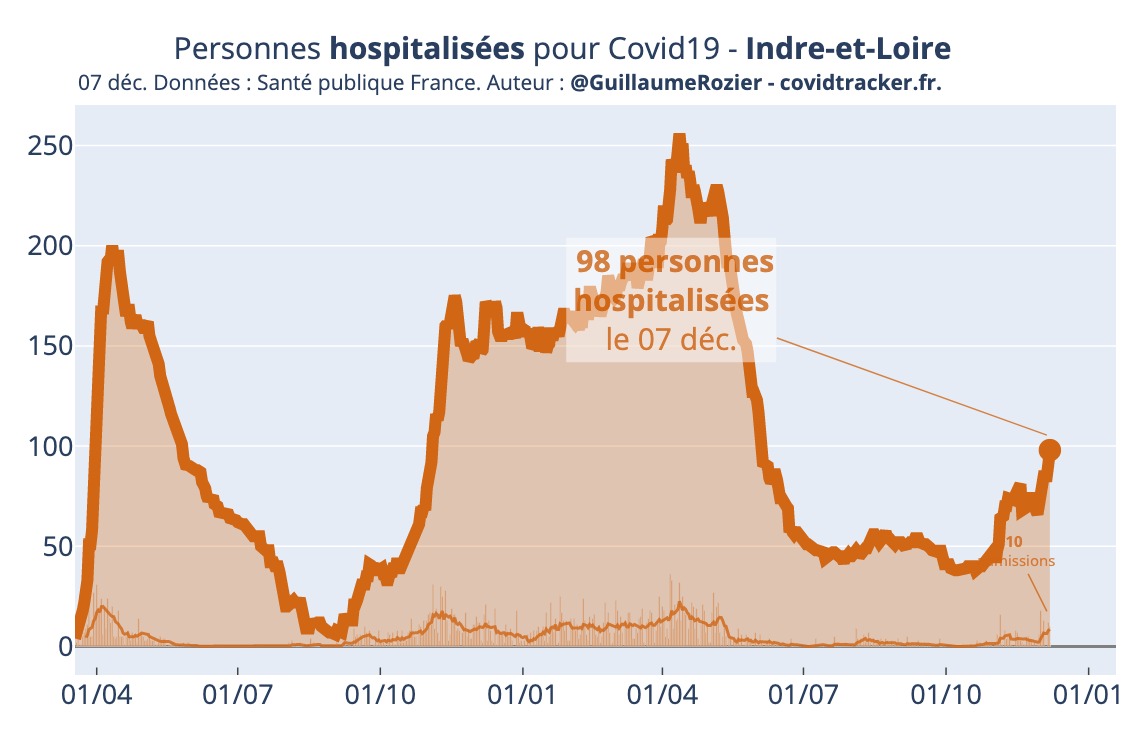 Personnes hospitalisées pour Covid19 - Indre-et-Loire
07 déc. Données : Santé publique France. Auteur : @GuillaumeRozier - covidtracker.fr.
250
200
150
100
50
0
98 personnes
hospitalisées
le 07 déc.
10
01/04 01/07 01/10 01/01 01/04 01/07 01/10 01/01